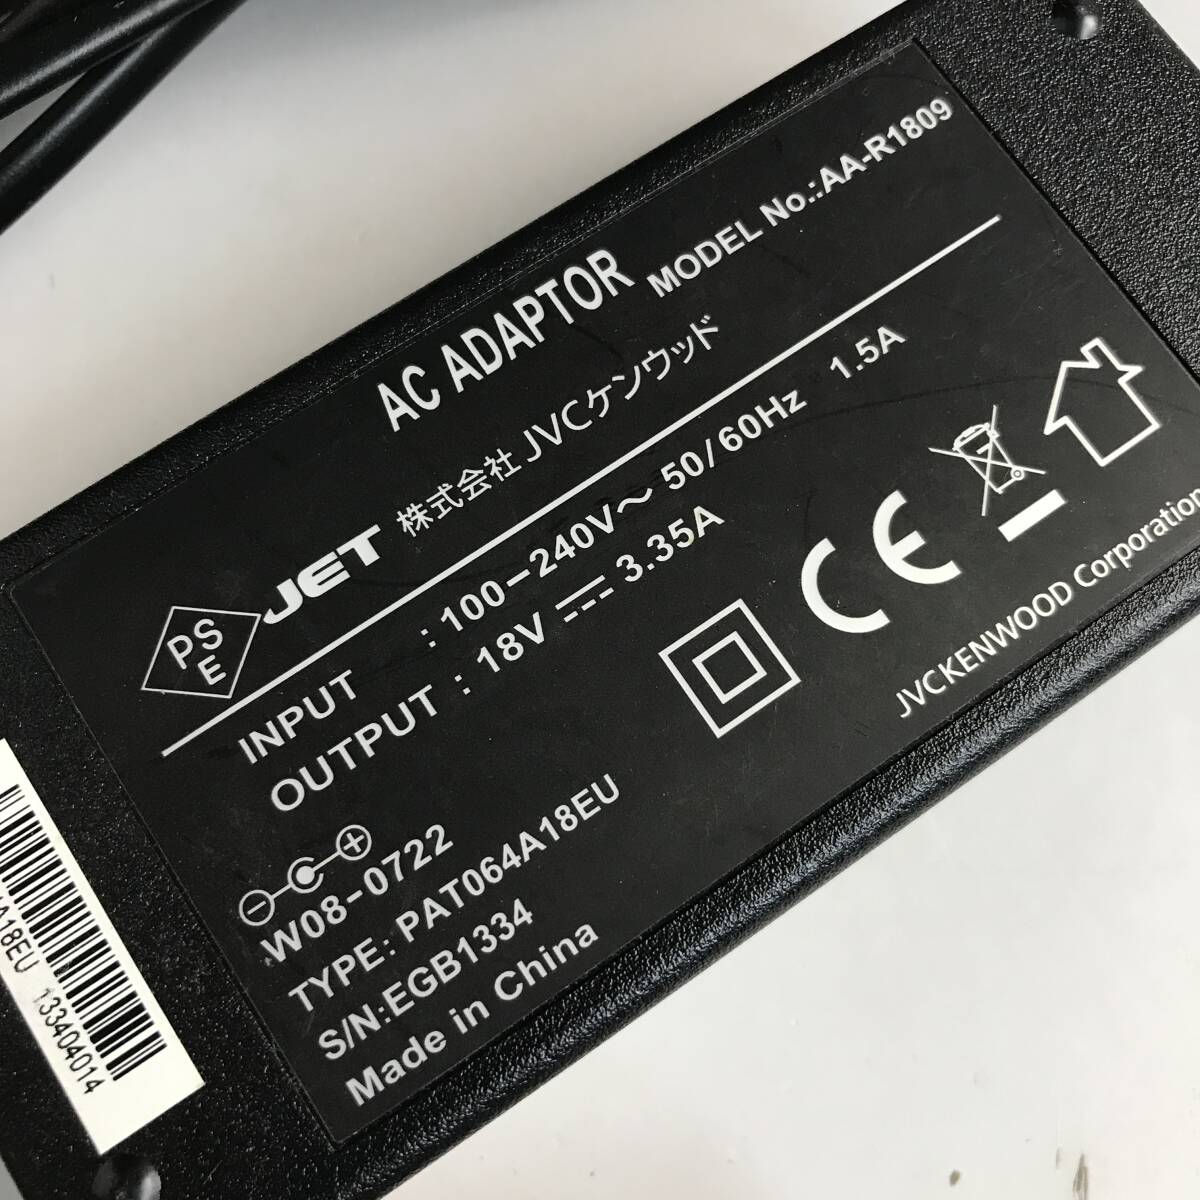 AC ADAPTOR MODEL No.:AA-R1809
PSE JET 株式会社 JVCケンウッド
INPUT : 100-240V～ 50/60Hz 1.5A
OUTPUT : 18V⎓ 3.35A
CE
JVCKENWOOD Corporation
W08-0722
TYPE: PAT064A18EU
S/N:EGB1334
Made in China
A18EU 133404014